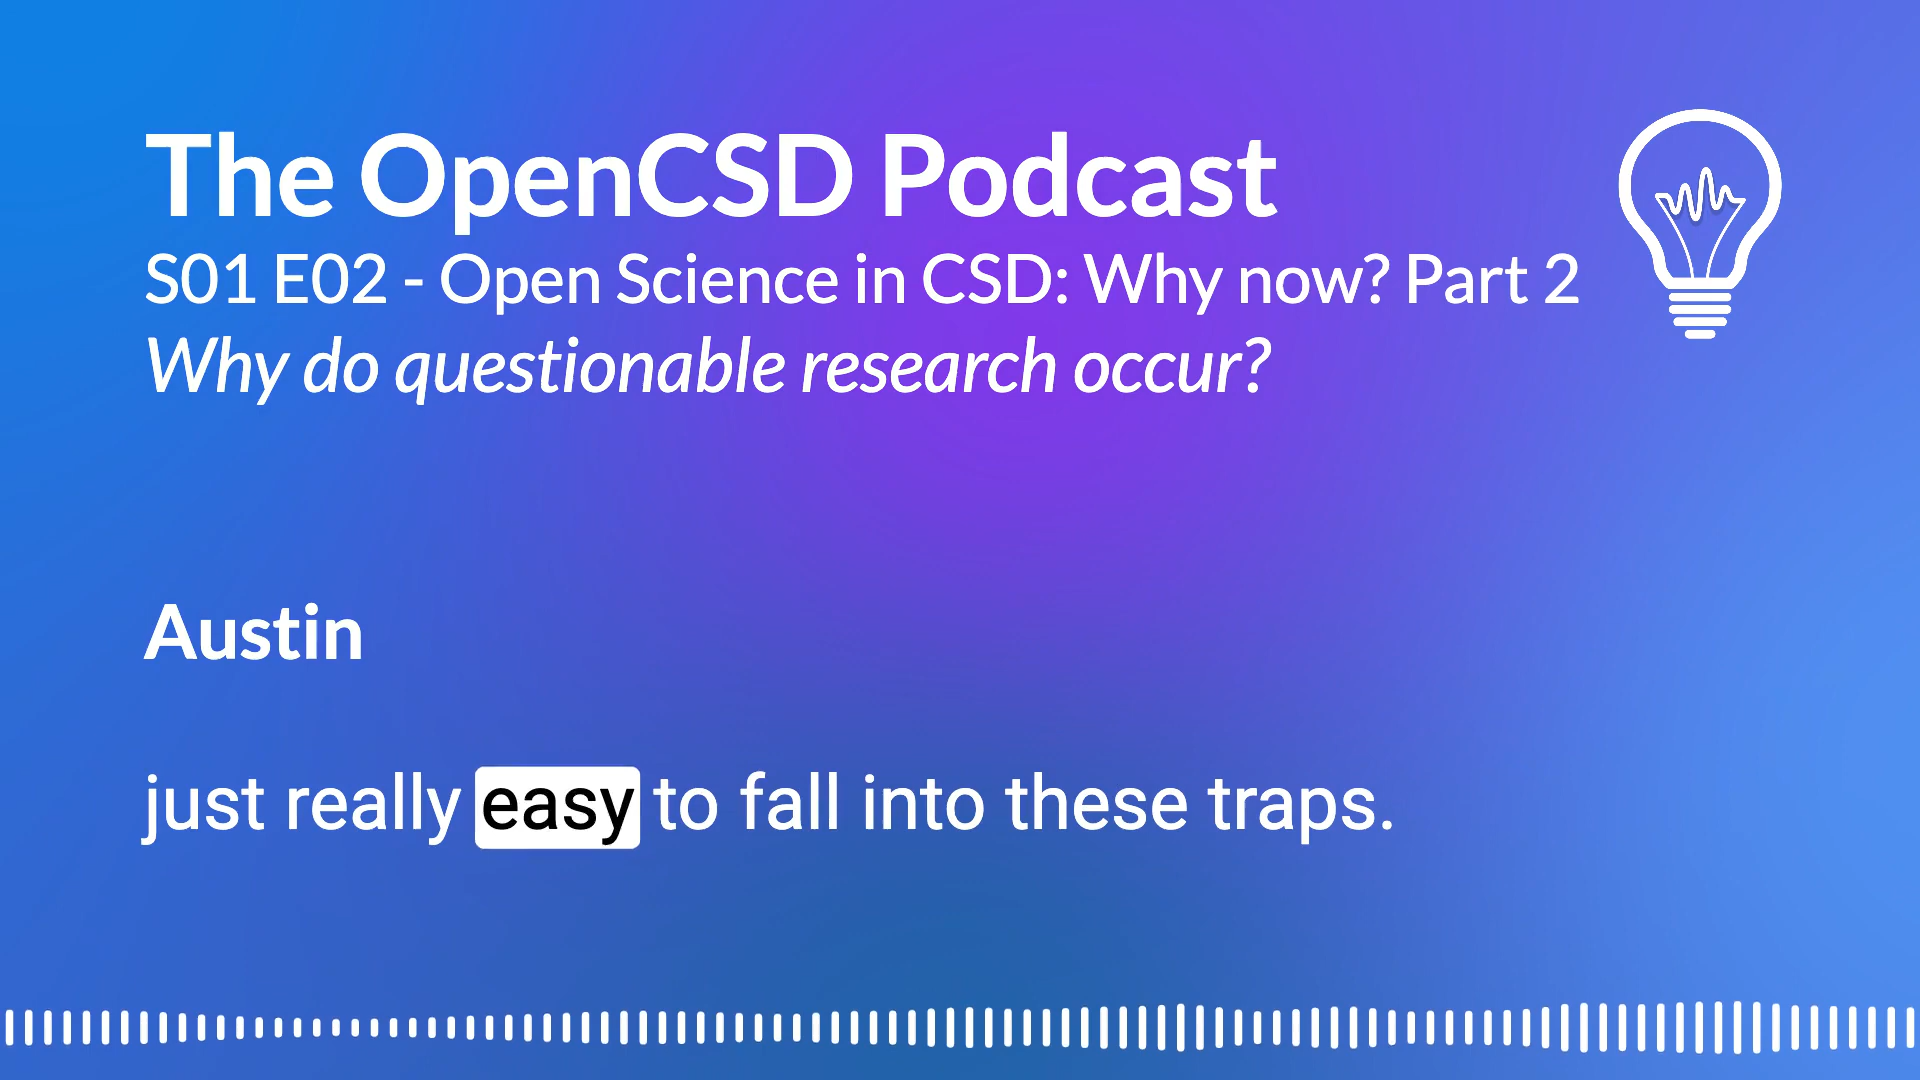 The OpenCSD Podcast
S01 E02 - Open Science in CSD: Why now? Part 2
Why do questionable research occur?
Austin
just really easy to fall into these traps.